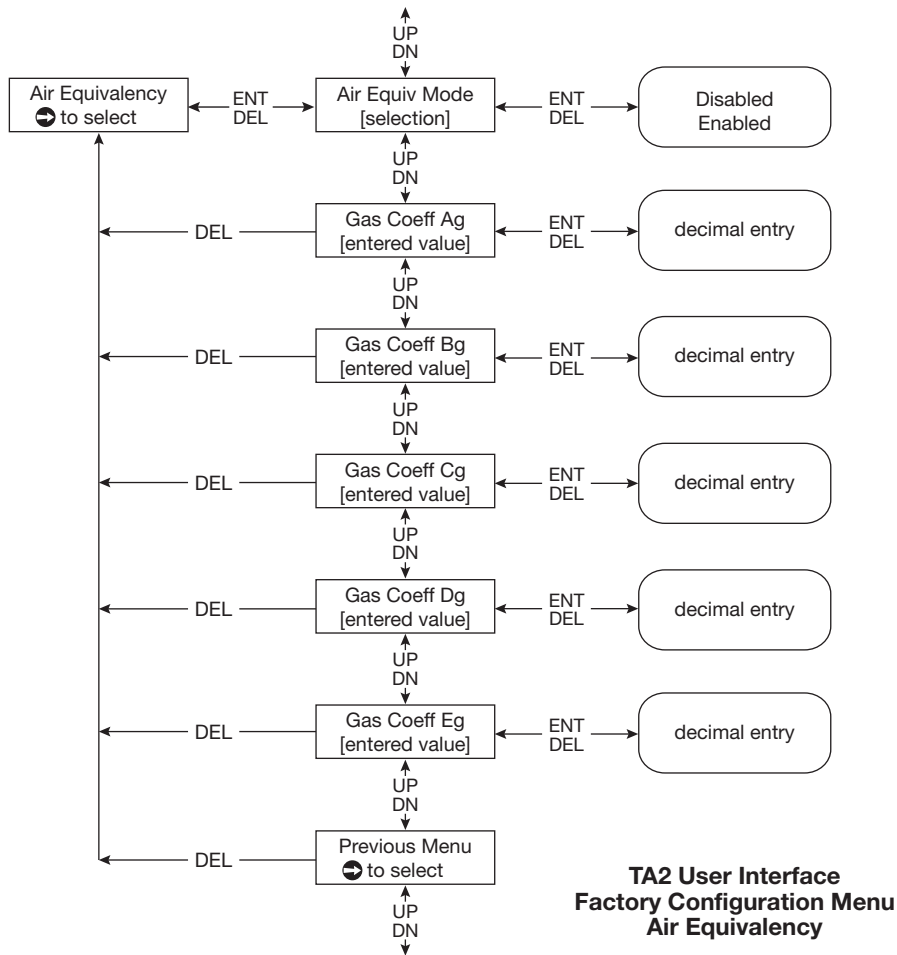 UP
DN
Air Equivalency
➔ to select
ENT
DEL
Air Equiv Mode
[selection]
ENT
DEL
Disabled
Enabled
UP
DN
DEL
Gas Coeff Ag
[entered value]
ENT
DEL
decimal entry
UP
DN
DEL
Gas Coeff Bg
[entered value]
ENT
DEL
decimal entry
UP
DN
DEL
Gas Coeff Cg
[entered value]
ENT
DEL
decimal entry
UP
DN
DEL
Gas Coeff Dg
[entered value]
ENT
DEL
decimal entry
UP
DN
DEL
Gas Coeff Eg
[entered value]
ENT
DEL
decimal entry
UP
DN
DEL
Previous Menu
➔ to select
UP
DN
TA2 User Interface
Factory Configuration Menu
Air Equivalency